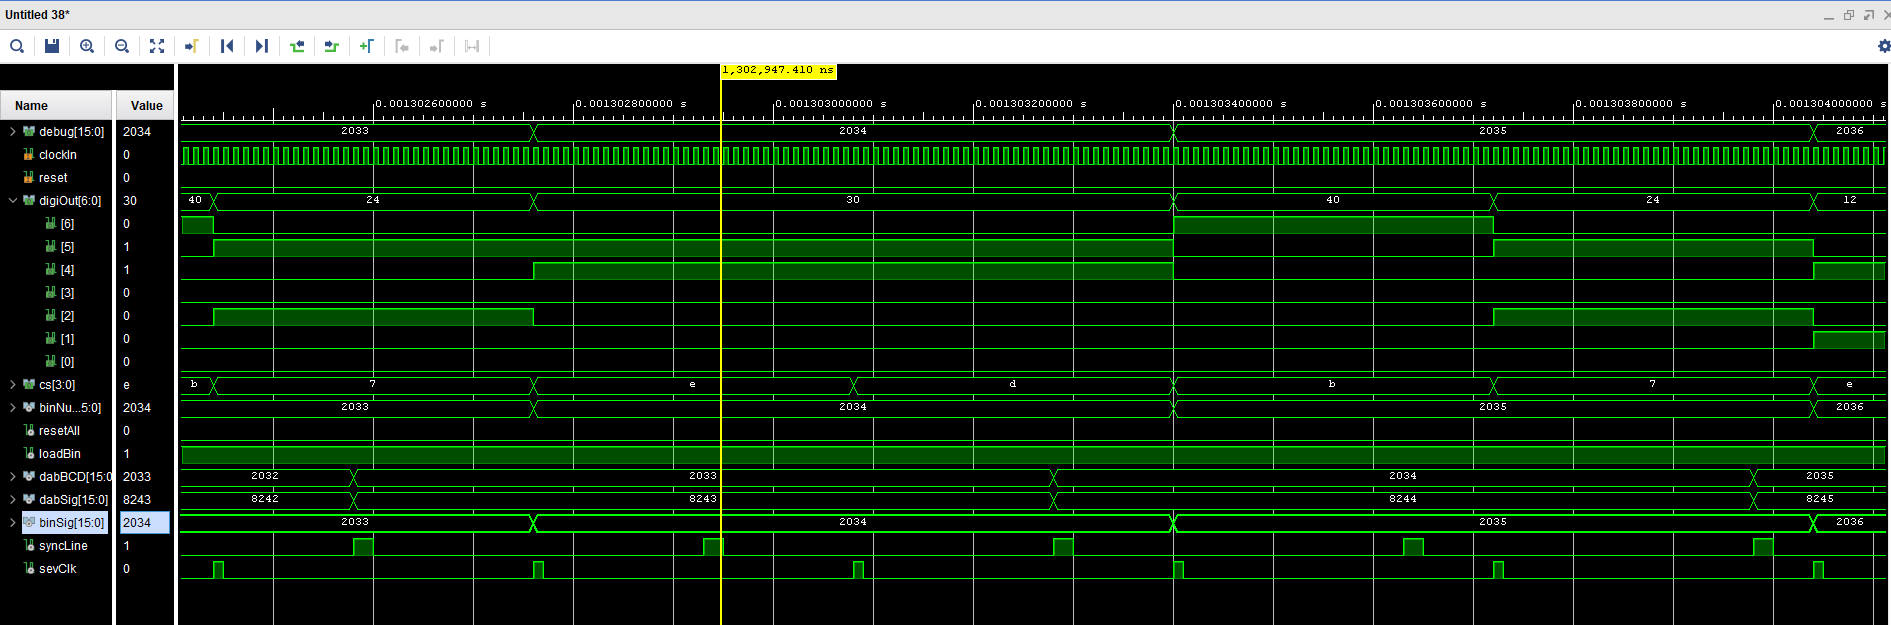 Untitled 38*
1,302,947.410 ns
Name Value
0.001302600000 s 0.001302800000 s 0.001303000000 s 0.001303200000 s 0.001303400000 s 0.001303600000 s 0.001303800000 s 0.001304000000 s
debug[15:0] 2034 2033 2034 2035 2036
clockIn 0
reset 0
digiOut[6:0] 30 40 24 30 40 24 12
[6] 0
[5] 1
[4] 1
[3] 0
[2] 0
[1] 0
[0] 0
cs[3:0] e b 7 e d b 7 e
binNu...5:0] 2034 2033 2034 2035 2036
resetAll 0
loadBin 1
dabBCD[15:0 2033 2032 2033 2034 2035
dabSig[15:0] 8243 8242 8243 8244 8245
binSig[15:0] 2034 2033 2034 2035 2036
syncLine 1
sevClk 0